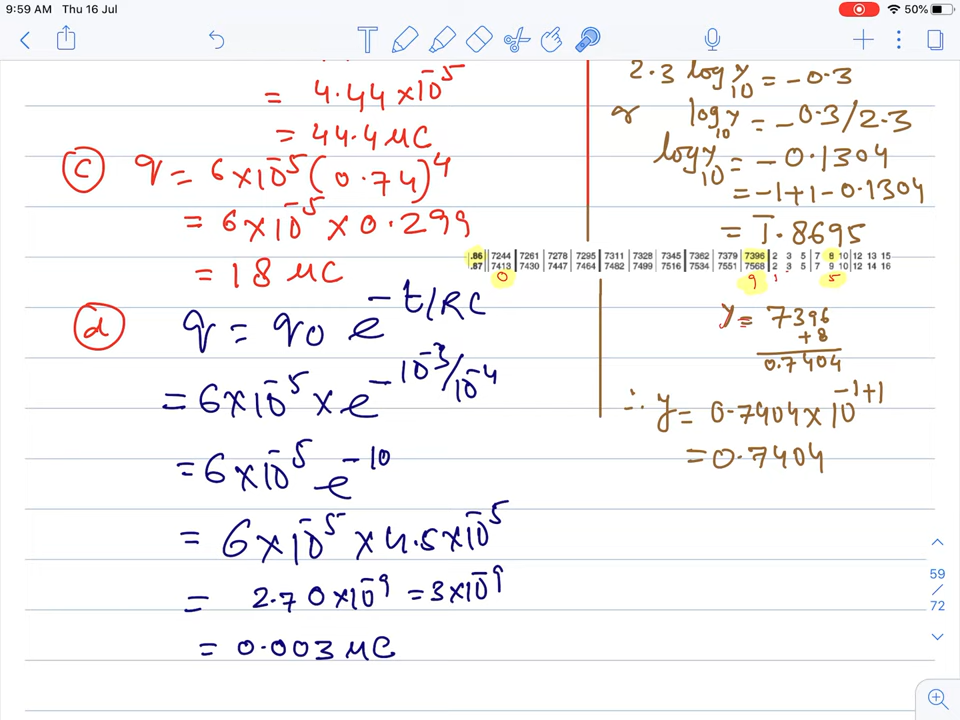 9:59 AM Thu 16 Jul
50%
= 4.44 × 10⁻⁵
= 44.4 μC
(c) q = 6 × 10⁻⁵ (0.74)⁴
= 6 × 10⁻⁵ × 0.299
= 18 μC
(d) q = q0 e^(-t/RC)
= 6 × 10⁻⁵ × e^(-10⁻³/10⁻⁴)
= 6 × 10⁻⁵ e⁻¹⁰
= 6 × 10⁻⁵ × 4.5 × 10⁻⁵
= 2.70 × 10⁻⁹ = 3 × 10⁻⁹
= 0.003 μC
2.3 log₁₀ y = -0.3
or log₁₀ y = -0.3/2.3
log₁₀ y = -0.1304
= -1+1-0.1304
= 1̅.8695
.86 7244 7261 7278 7295 7311 7328 7345 7362 7379 7396 2 3 5 7 8 10 12 13 15
.87 7413 7430 7447 7464 7482 7499 7516 7534 7551 7568 2 3 5 7 9 10 12 14 16
0 9 1 5
y = 7396
+8
0.7404
∴ y = 0.7404 × 10⁻¹⁺¹
= 0.7404
59
/
72